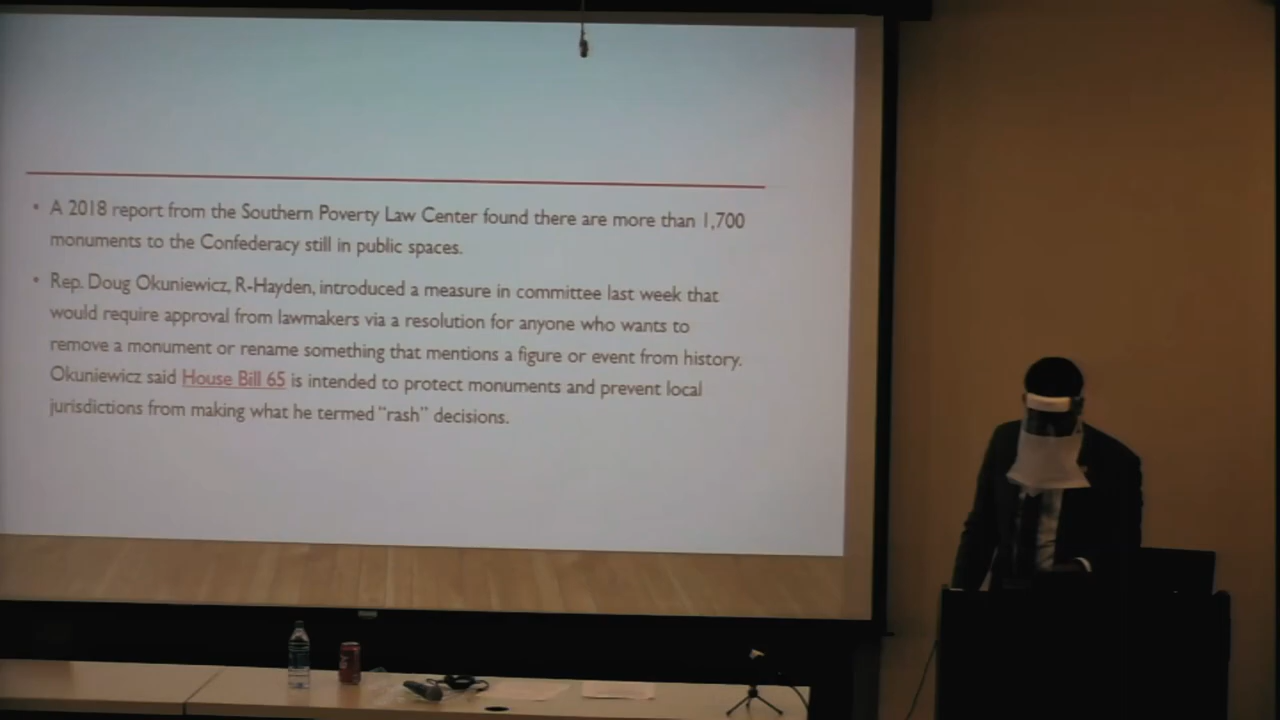 • A 2018 report from the Southern Poverty Law Center found there are more than 1,700
monuments to the Confederacy still in public spaces.
• Rep. Doug Okuniewicz, R-Hayden, introduced a measure in committee last week that
would require approval from lawmakers via a resolution for anyone who wants to
remove a monument or rename something that mentions a figure or event from history.
Okuniewicz said House Bill 65 is intended to protect monuments and prevent local
jurisdictions from making what he termed "rash" decisions.